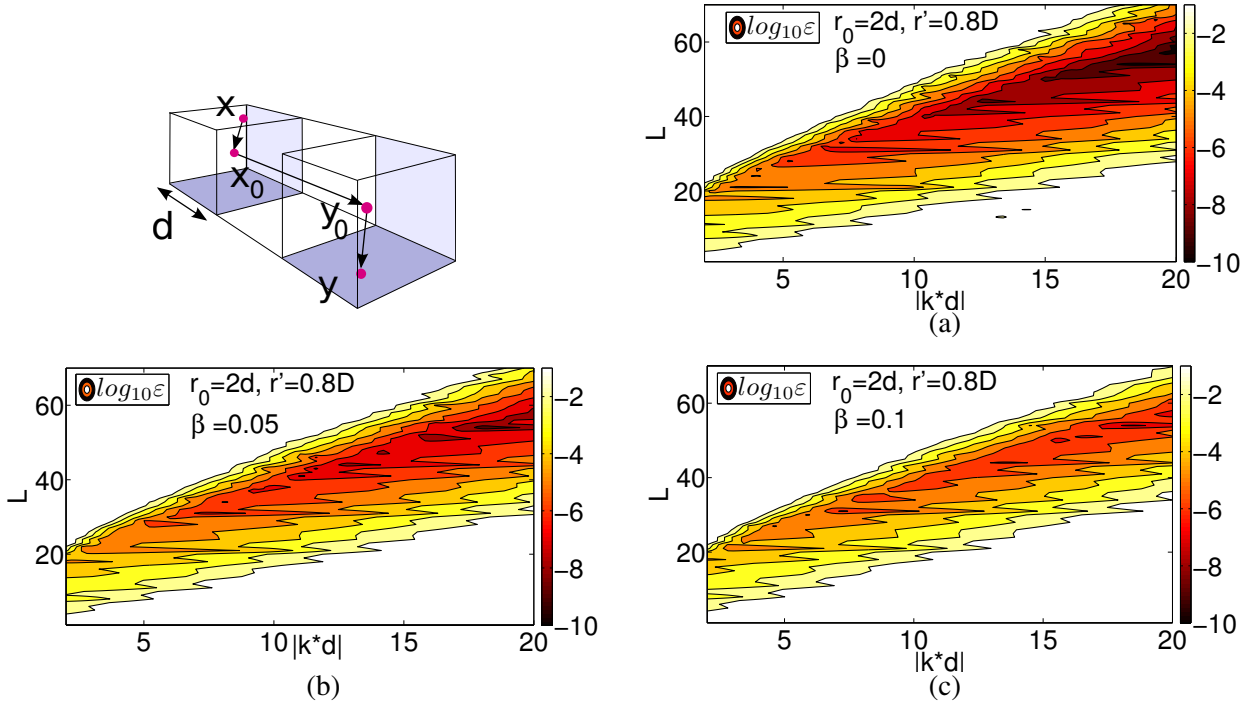 x
x0
y0
y
d
log10ε
r0=2d, r'=0.8D
β =0
60
40
20
L
5
10
15
20
|k*d|
−2
−4
−6
−8
−10
(a)
log10ε
r0=2d, r'=0.8D
β =0.05
60
40
20
L
5
10
15
20
|k*d|
−2
−4
−6
−8
−10
(b)
log10ε
r0=2d, r'=0.8D
β =0.1
60
40
20
L
5
10
15
20
|k*d|
−2
−4
−6
−8
−10
(c)